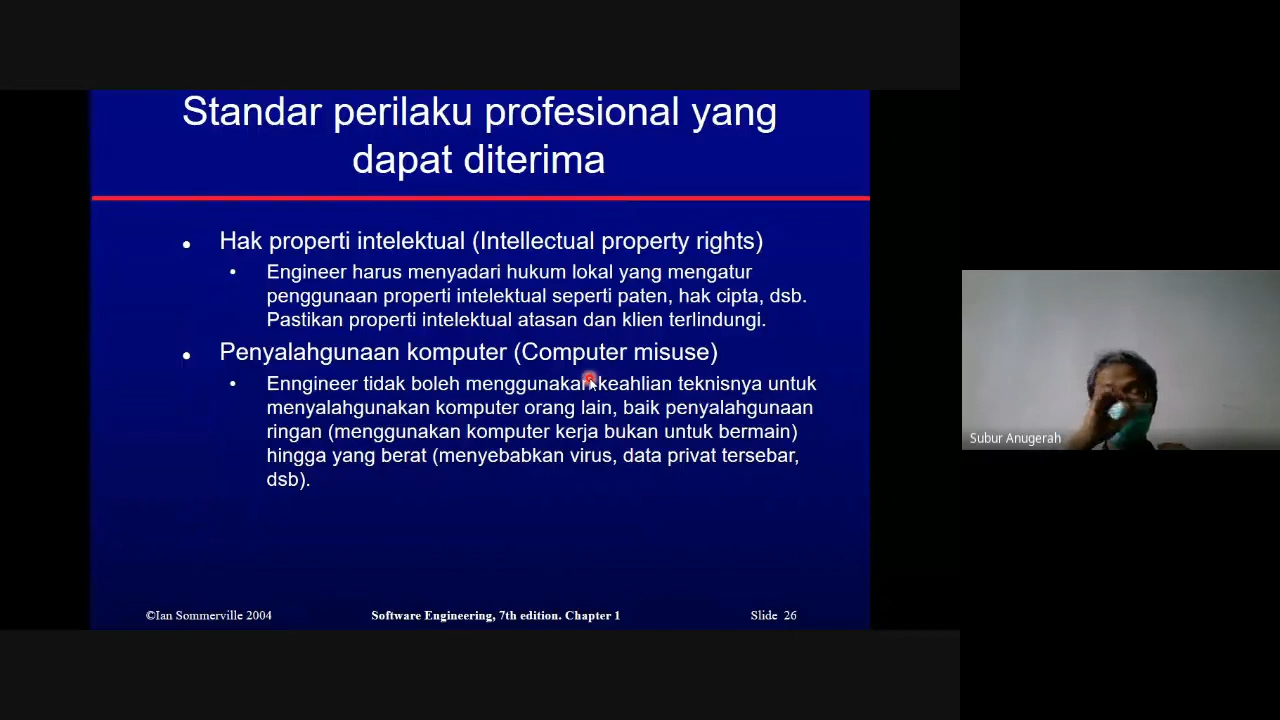 Standar perilaku profesional yang
dapat diterima
• Hak properti intelektual (Intellectual property rights)
• Engineer harus menyadari hukum lokal yang mengatur
penggunaan properti intelektual seperti paten, hak cipta, dsb.
Pastikan properti intelektual atasan dan klien terlindungi.
• Penyalahgunaan komputer (Computer misuse)
• Enngineer tidak boleh menggunakan keahlian teknisnya untuk
menyalahgunakan komputer orang lain, baik penyalahgunaan
ringan (menggunakan komputer kerja bukan untuk bermain)
hingga yang berat (menyebabkan virus, data privat tersebar,
dsb).
Subur Anugerah
©Ian Sommerville 2004 Software Engineering, 7th edition. Chapter 1 Slide 26